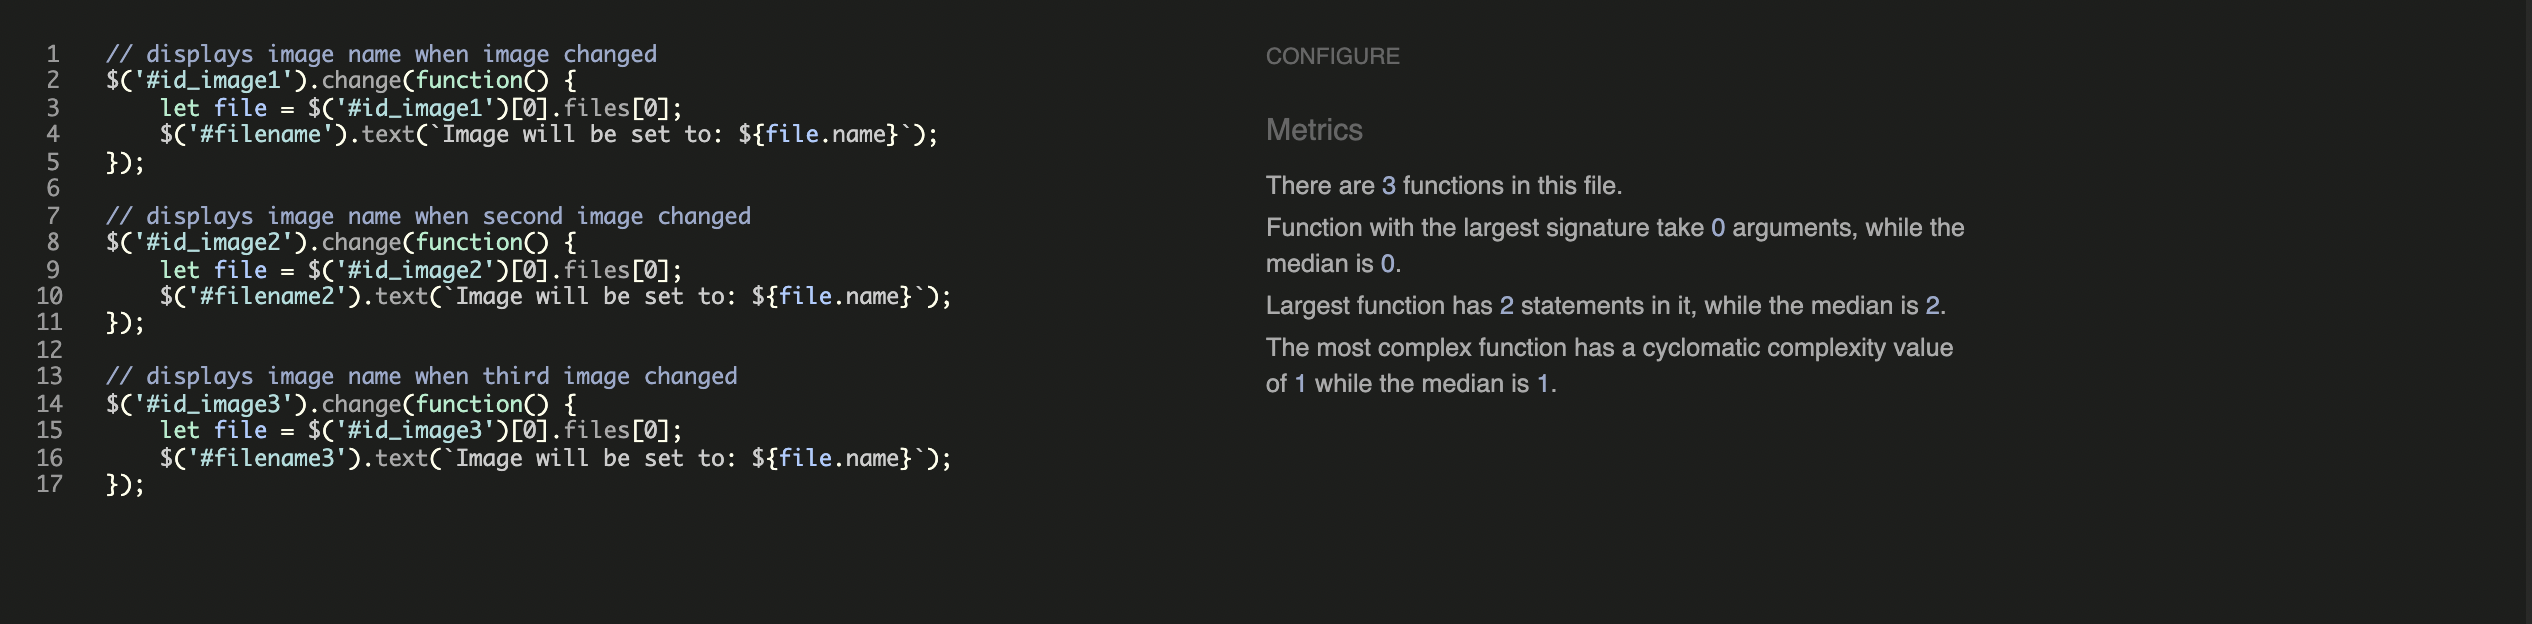 1 // displays image name when image changed
2 $('#id_image1').change(function() {
3     let file = $('#id_image1')[0].files[0];
4     $('#filename').text(`Image will be set to: ${file.name}`);
5 });
6
7 // displays image name when second image changed
8 $('#id_image2').change(function() {
9     let file = $('#id_image2')[0].files[0];
10     $('#filename2').text(`Image will be set to: ${file.name}`);
11 });
12
13 // displays image name when third image changed
14 $('#id_image3').change(function() {
15     let file = $('#id_image3')[0].files[0];
16     $('#filename3').text(`Image will be set to: ${file.name}`);
17 });
CONFIGURE
Metrics
There are 3 functions in this file.
Function with the largest signature take 0 arguments, while the
median is 0.
Largest function has 2 statements in it, while the median is 2.
The most complex function has a cyclomatic complexity value
of 1 while the median is 1.